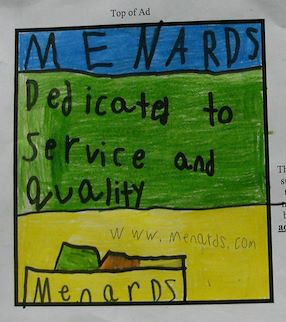 Top of Ad
MENARDS
Dedicated to
Service and
quality
www.menards.com
Menards